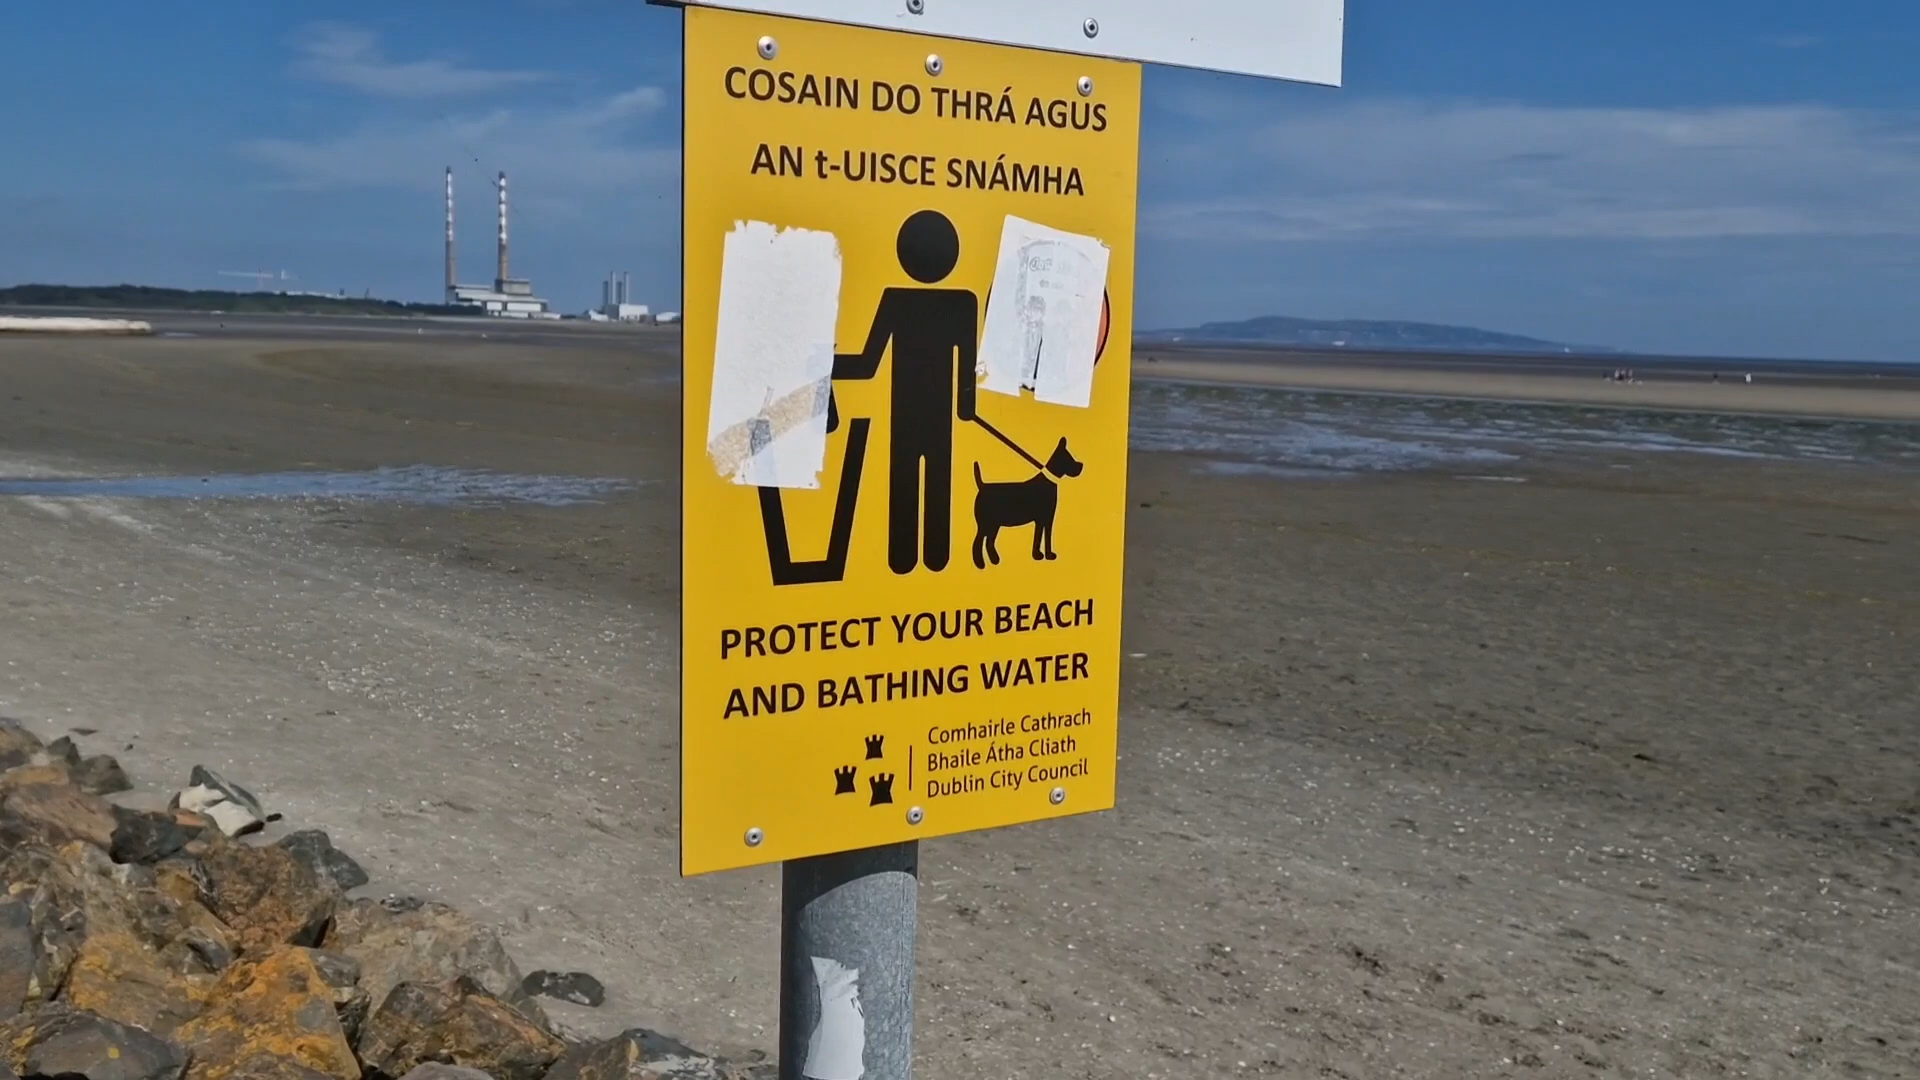 COSAIN DO THRÁ AGUS
AN t-UISCE SNÁMHA
PROTECT YOUR BEACH
AND BATHING WATER
Comhairle Cathrach
Bhaile Átha Cliath
Dublin City Council